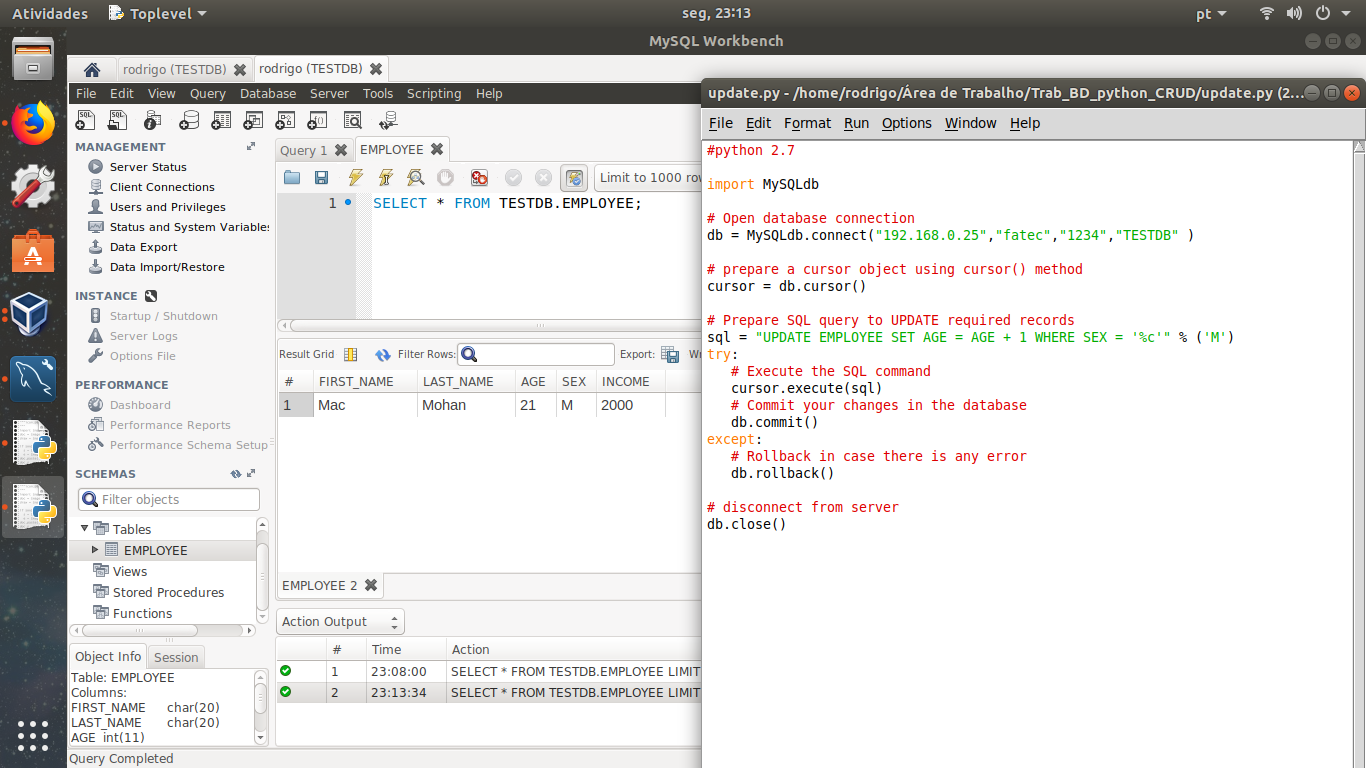 Atividades
Toplevel
seg, 23:13
pt
MySQL Workbench
rodrigo (TESTDB)
rodrigo (TESTDB)
File Edit View Query Database Server Tools Scripting Help
MANAGEMENT
Server Status
Client Connections
Users and Privileges
Status and System Variables
Data Export
Data Import/Restore
INSTANCE
Startup / Shutdown
Server Logs
Options File
PERFORMANCE
Dashboard
Performance Reports
Performance Schema Setup
SCHEMAS
Filter objects
Tables
EMPLOYEE
Views
Stored Procedures
Functions
Object Info Session
Table: EMPLOYEE
Columns:
FIRST_NAME char(20)
LAST_NAME char(20)
AGE int(11)
Query Completed
Query 1
EMPLOYEE
Limit to 1000 row
1 SELECT * FROM TESTDB.EMPLOYEE;
Result Grid Filter Rows: Export:
# FIRST_NAME LAST_NAME AGE SEX INCOME
1 Mac Mohan 21 M 2000
EMPLOYEE 2
Action Output
# Time Action
1 23:08:00 SELECT * FROM TESTDB.EMPLOYEE LIMIT
2 23:13:34 SELECT * FROM TESTDB.EMPLOYEE LIMIT
update.py - /home/rodrigo/Área de Trabalho/Trab_BD_python_CRUD/update.py (2...
File Edit Format Run Options Window Help
#python 2.7
import MySQLdb
# Open database connection
db = MySQLdb.connect("192.168.0.25","fatec","1234","TESTDB" )
# prepare a cursor object using cursor() method
cursor = db.cursor()
# Prepare SQL query to UPDATE required records
sql = "UPDATE EMPLOYEE SET AGE = AGE + 1 WHERE SEX = '%c'" % ('M')
try:
# Execute the SQL command
cursor.execute(sql)
# Commit your changes in the database
db.commit()
except:
# Rollback in case there is any error
db.rollback()
# disconnect from server
db.close()